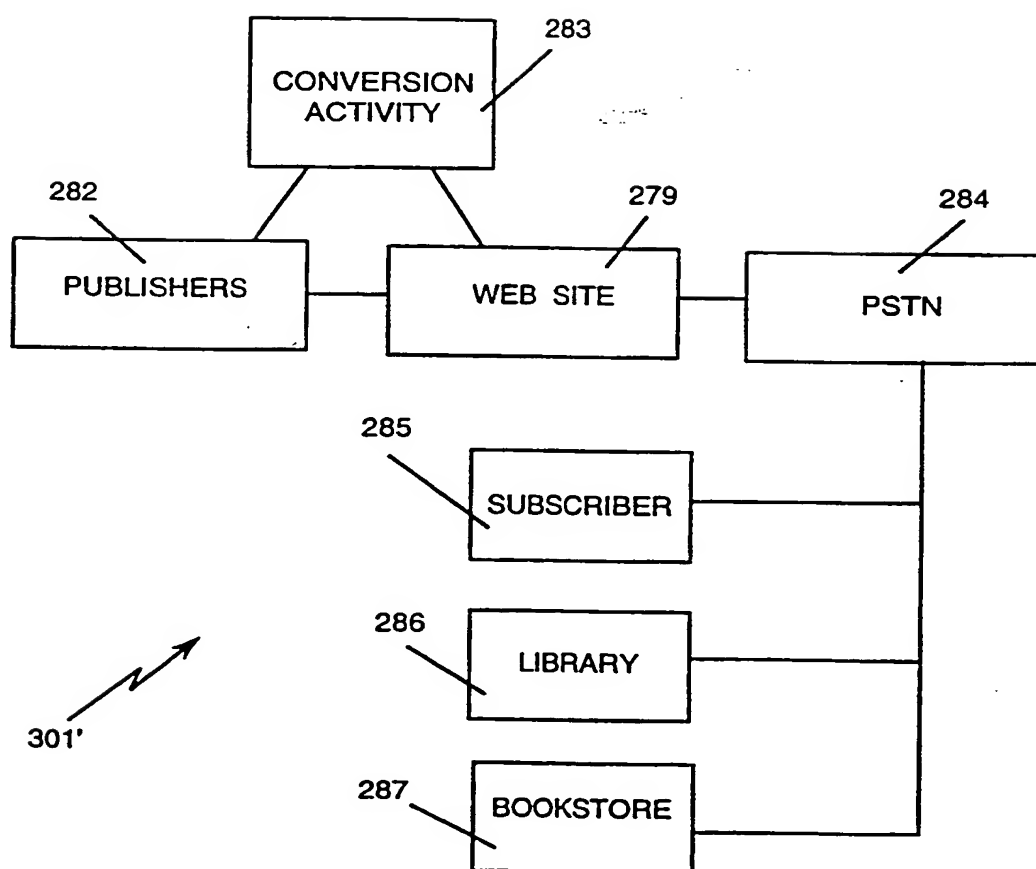 283
CONVERSION
ACTIVITY
282
279
284
PUBLISHERS
WEB SITE
PSTN
285
SUBSCRIBER
286
LIBRARY
301'
287
BOOKSTORE